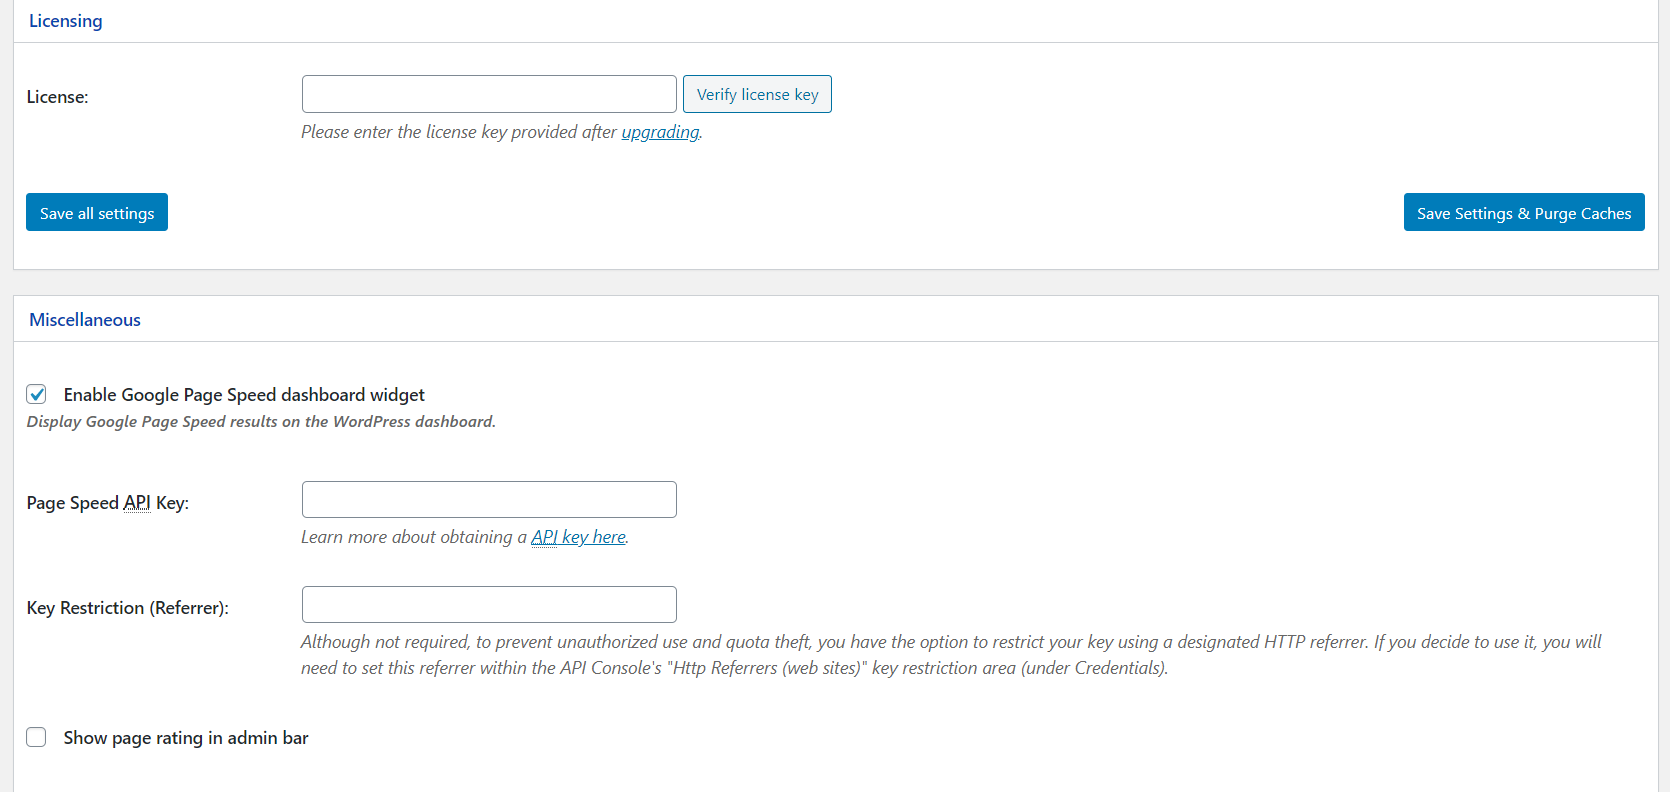 Licensing
License:
Verify license key
Please enter the license key provided after upgrading.
Save all settings
Save Settings & Purge Caches
Miscellaneous
Enable Google Page Speed dashboard widget
Display Google Page Speed results on the WordPress dashboard.
Page Speed API Key:
Learn more about obtaining a API key here.
Key Restriction (Referrer):
Although not required, to prevent unauthorized use and quota theft, you have the option to restrict your key using a designated HTTP referrer. If you decide to use it, you will
need to set this referrer within the API Console's "Http Referrers (web sites)" key restriction area (under Credentials).
Show page rating in admin bar